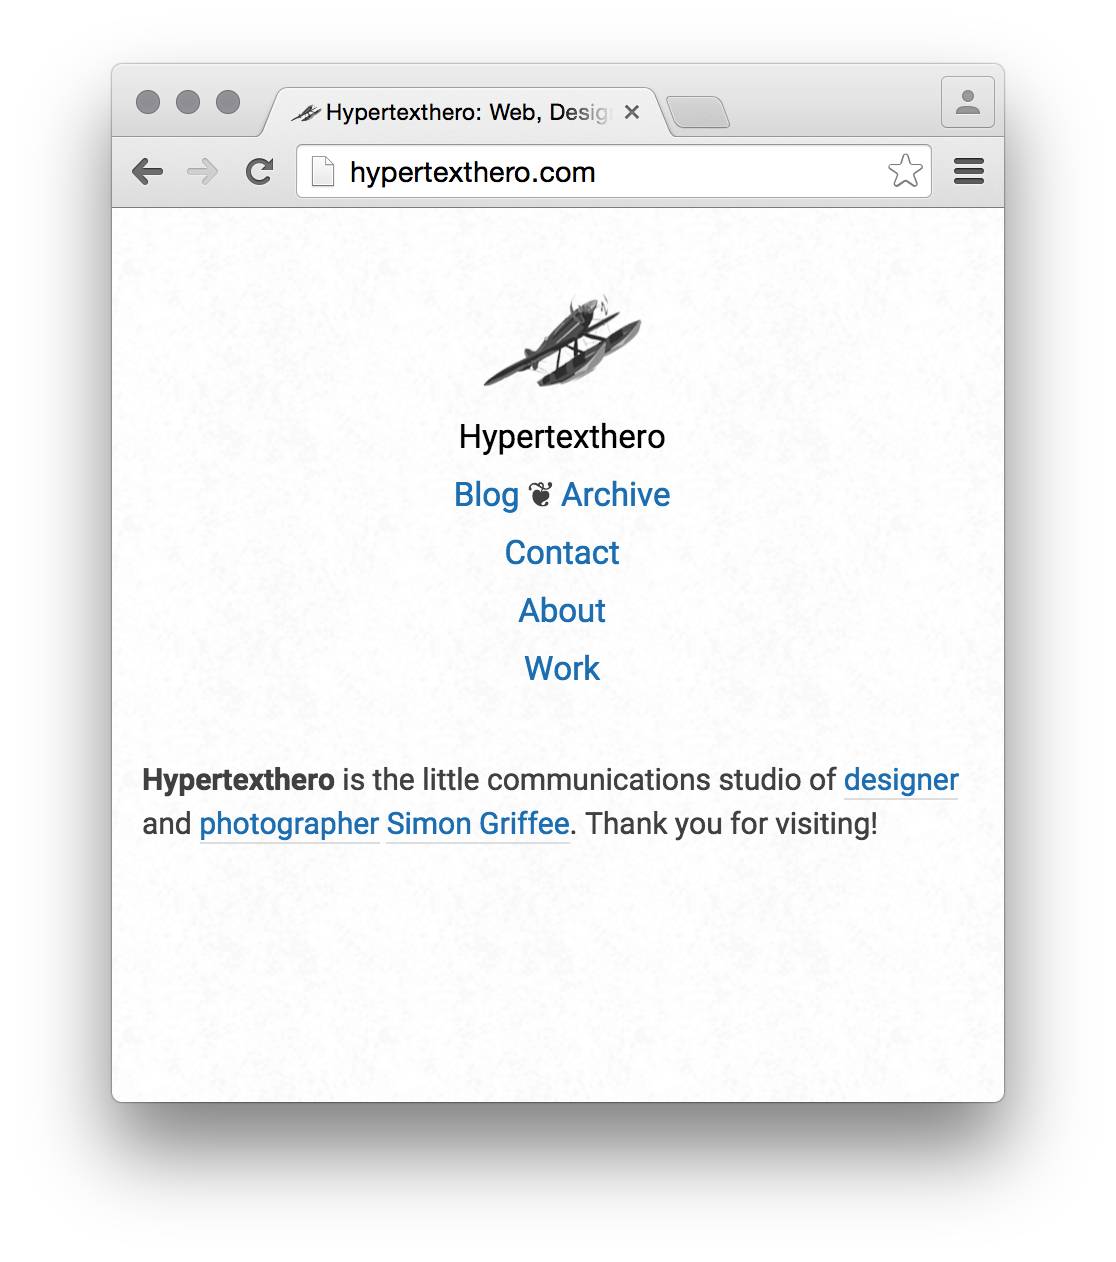 Hypertexthero: Web, Desig
hypertexthero.com
Hypertexthero
Blog ❦ Archive
Contact
About
Work
Hypertexthero is the little communications studio of designer
and photographer Simon Griffee. Thank you for visiting!